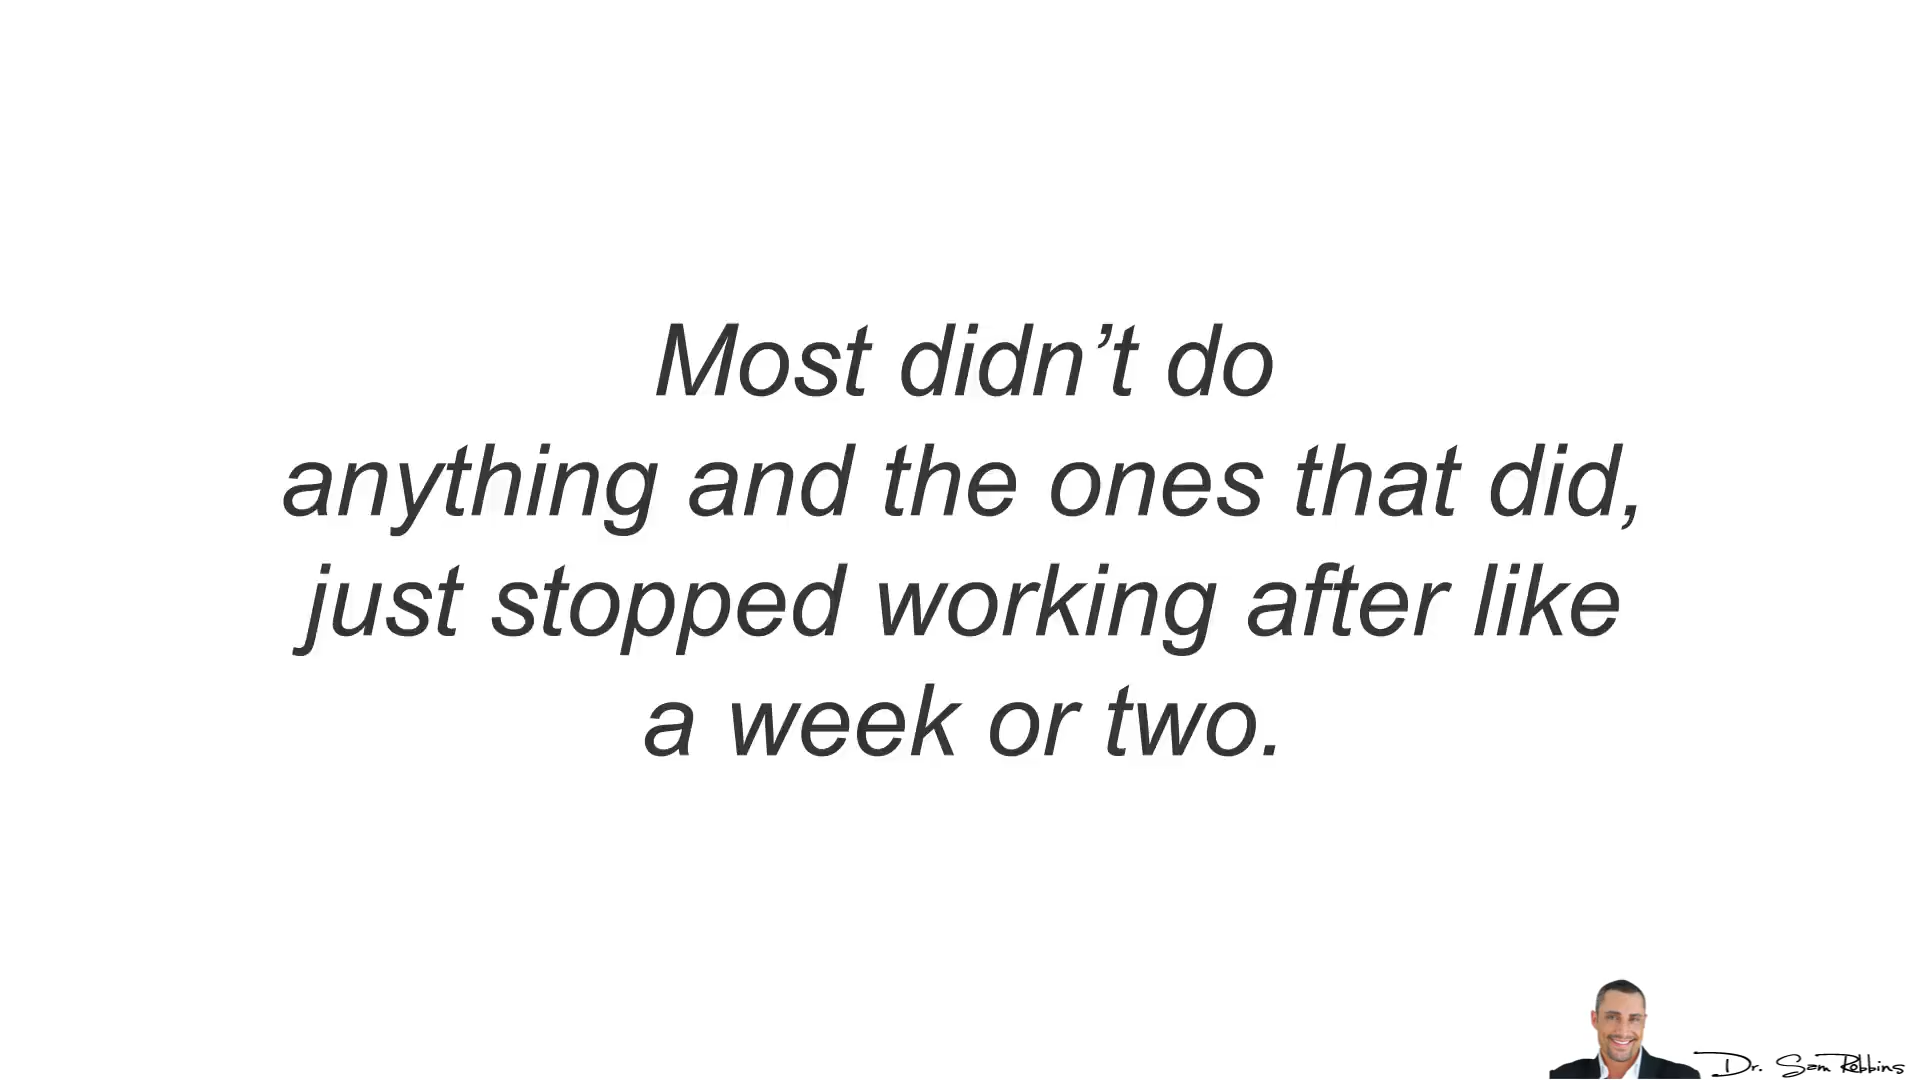 Most didn’t do
anything and the ones that did,
just stopped working after like
a week or two.
Dr. Sam Robbins